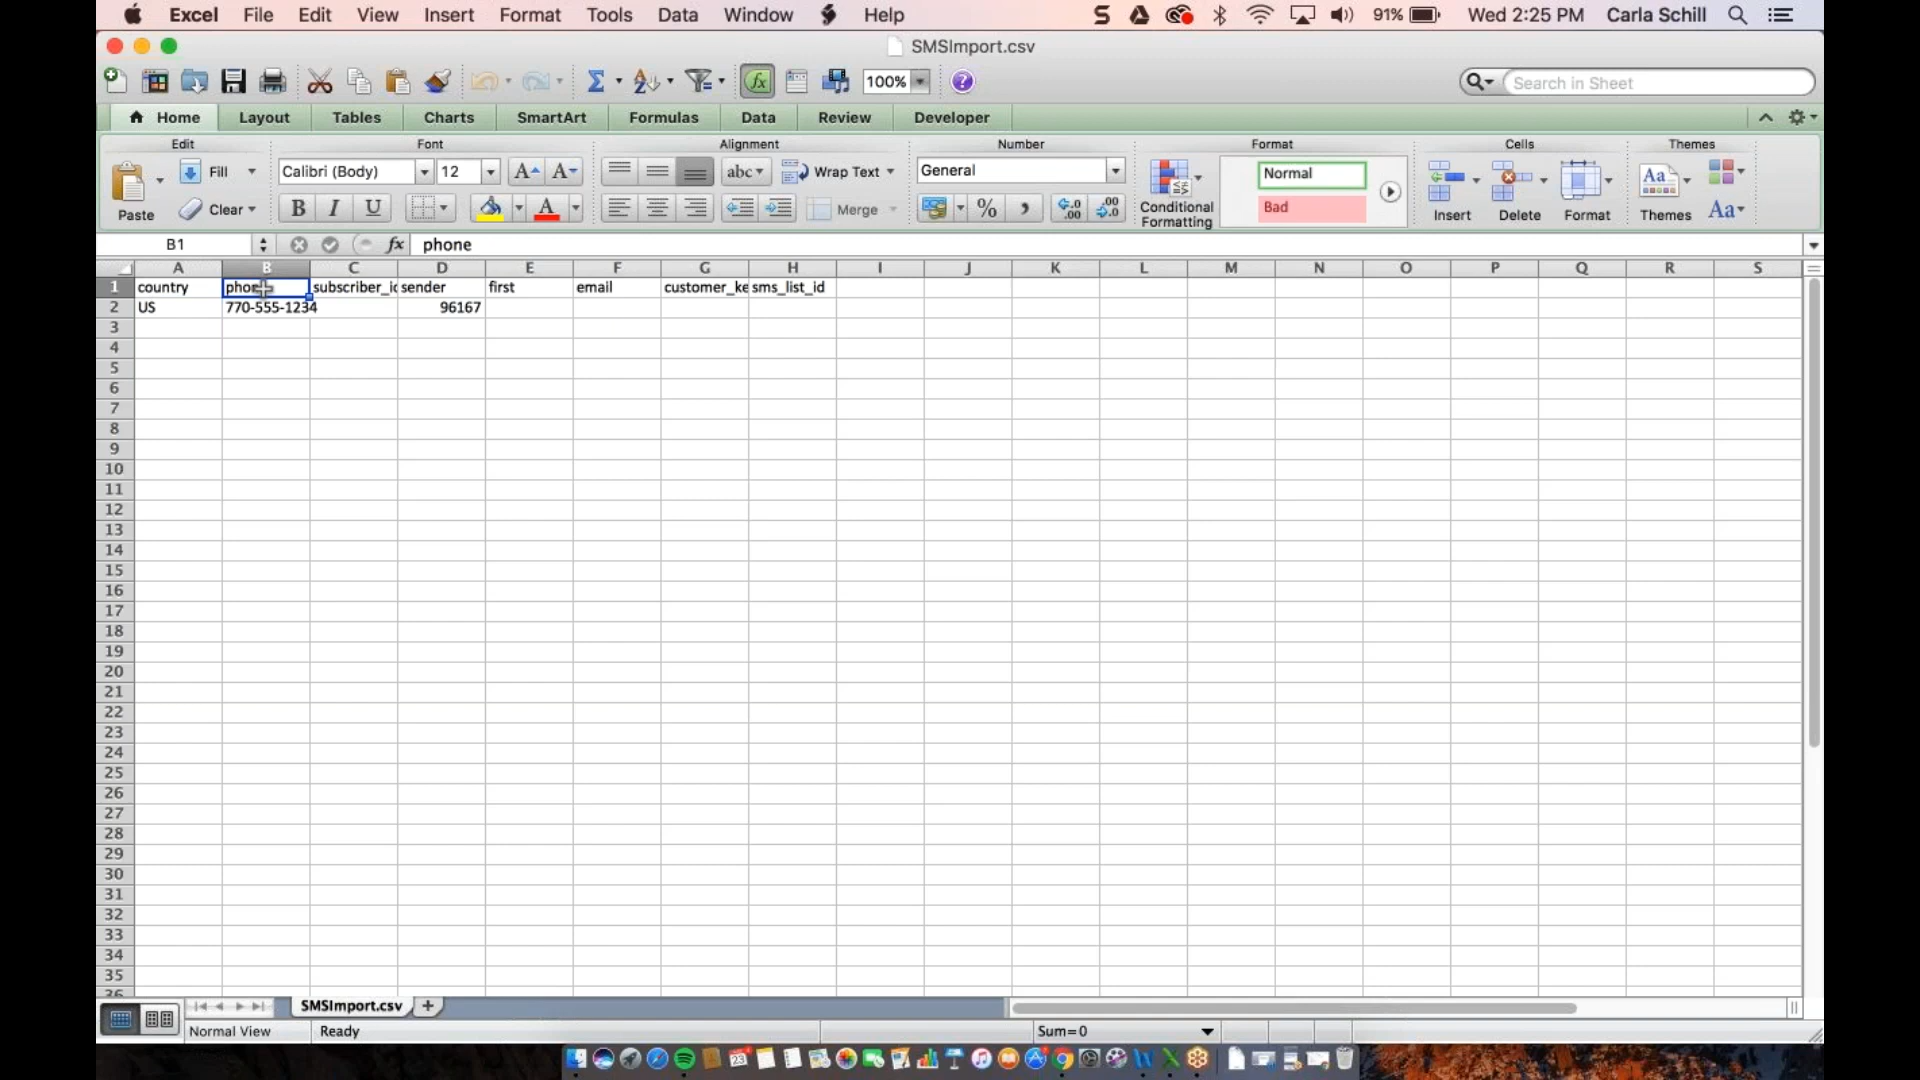 Excel File Edit View Insert Format Tools Data Window Help 91% Wed 2:25 PM Carla Schill
SMSImport.csv
100% Search in Sheet
Home Layout Tables Charts SmartArt Formulas Data Review Developer
Edit Font Alignment Number Format Cells Themes
Fill Calibri (Body) 12 A A abc Wrap Text General Normal Aa
Paste Clear B I U A Merge % , Conditional Formatting Bad Insert Delete Format Themes Aa
B1 fx phone
A B C D E F G H I J K L M N O P Q R S
1 country subscriber_ic sender first email customer_ke sms_list_id
2 US 770-555-1234 96167
3
4
5
6
7
8
9
10
11
12
13
14
15
16
17
18
19
20
21
22
23
24
25
26
27
28
29
30
31
32
33
34
35
36
SMSImport.csv
Normal View Ready Sum=0